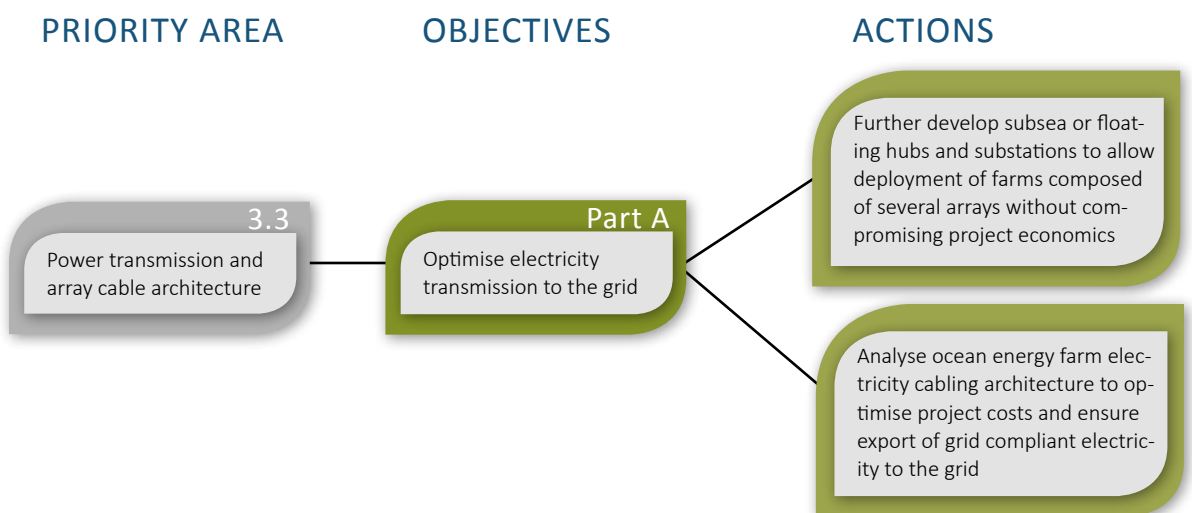 PRIORITY AREA
OBJECTIVES
ACTIONS
3.3
Power transmission and
array cable architecture
Part A
Optimise electricity
transmission to the grid
Further develop subsea or float-
ing hubs and substations to allow
deployment of farms composed
of several arrays without com-
promising project economics
Analyse ocean energy farm elec-
tricity cabling architecture to op-
timise project costs and ensure
export of grid compliant electric-
ity to the grid